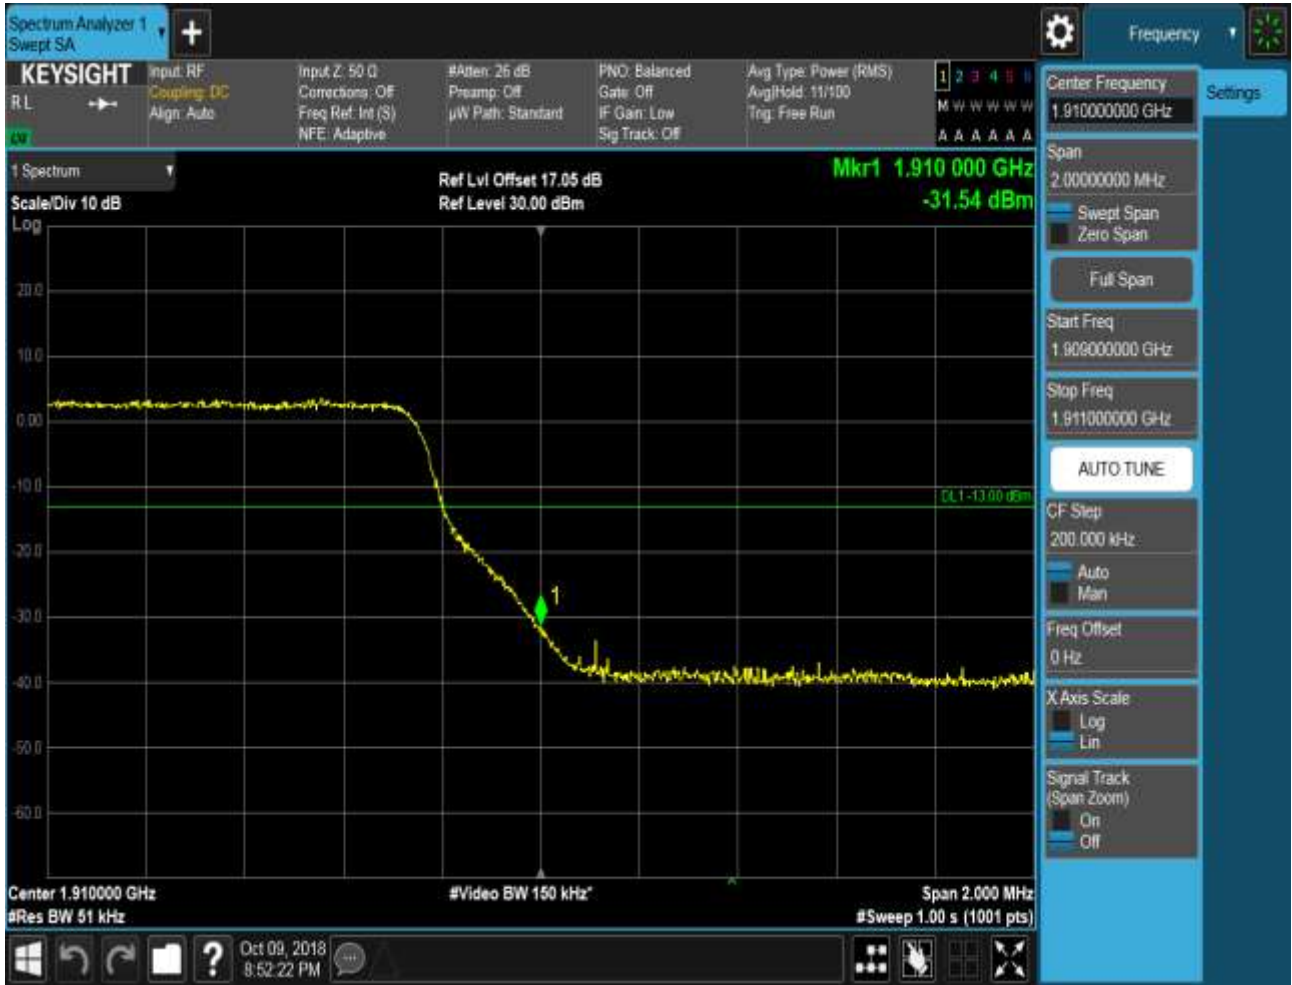 Spectrum Analyzer 1
Swept SA
Frequency
KEYSIGHT
R L
Input: RF
Coupling: DC
Align: Auto
Input Z: 50 Ω
Corrections: Off
Freq Ref: Int (S)
NFE: Adaptive
#Atten: 26 dB
Preamp: Off
µW Path: Standard
PNO: Balanced
Gate: Off
IF Gain: Low
Sig Track: Off
Avg Type: Power (RMS)
Avg|Hold: 11/100
Trig: Free Run
1 2 3 4 5 6
M W W W W W
A A A A A A
1 Spectrum
Scale/Div 10 dB
Log
Ref Lvl Offset 17.05 dB
Ref Level 30.00 dBm
Mkr1 1.910 000 GHz
-31.54 dBm
20.0
10.0
0.00
-10.0
-20.0
-30.0
-40.0
-50.0
-60.0
DL1 -13.00 dBm
1
Center 1.910000 GHz
#Res BW 51 kHz
#Video BW 150 kHz*
Span 2.000 MHz
#Sweep 1.00 s (1001 pts)
Center Frequency
1.910000000 GHz
Settings
Span
2.00000000 MHz
Swept Span
Zero Span
Full Span
Start Freq
1.909000000 GHz
Stop Freq
1.911000000 GHz
AUTO TUNE
CF Step
200.000 kHz
Auto
Man
Freq Offset
0 Hz
X Axis Scale
Log
Lin
Signal Track
(Span Zoom)
On
Off
?
Oct 09, 2018
8:52:22 PM